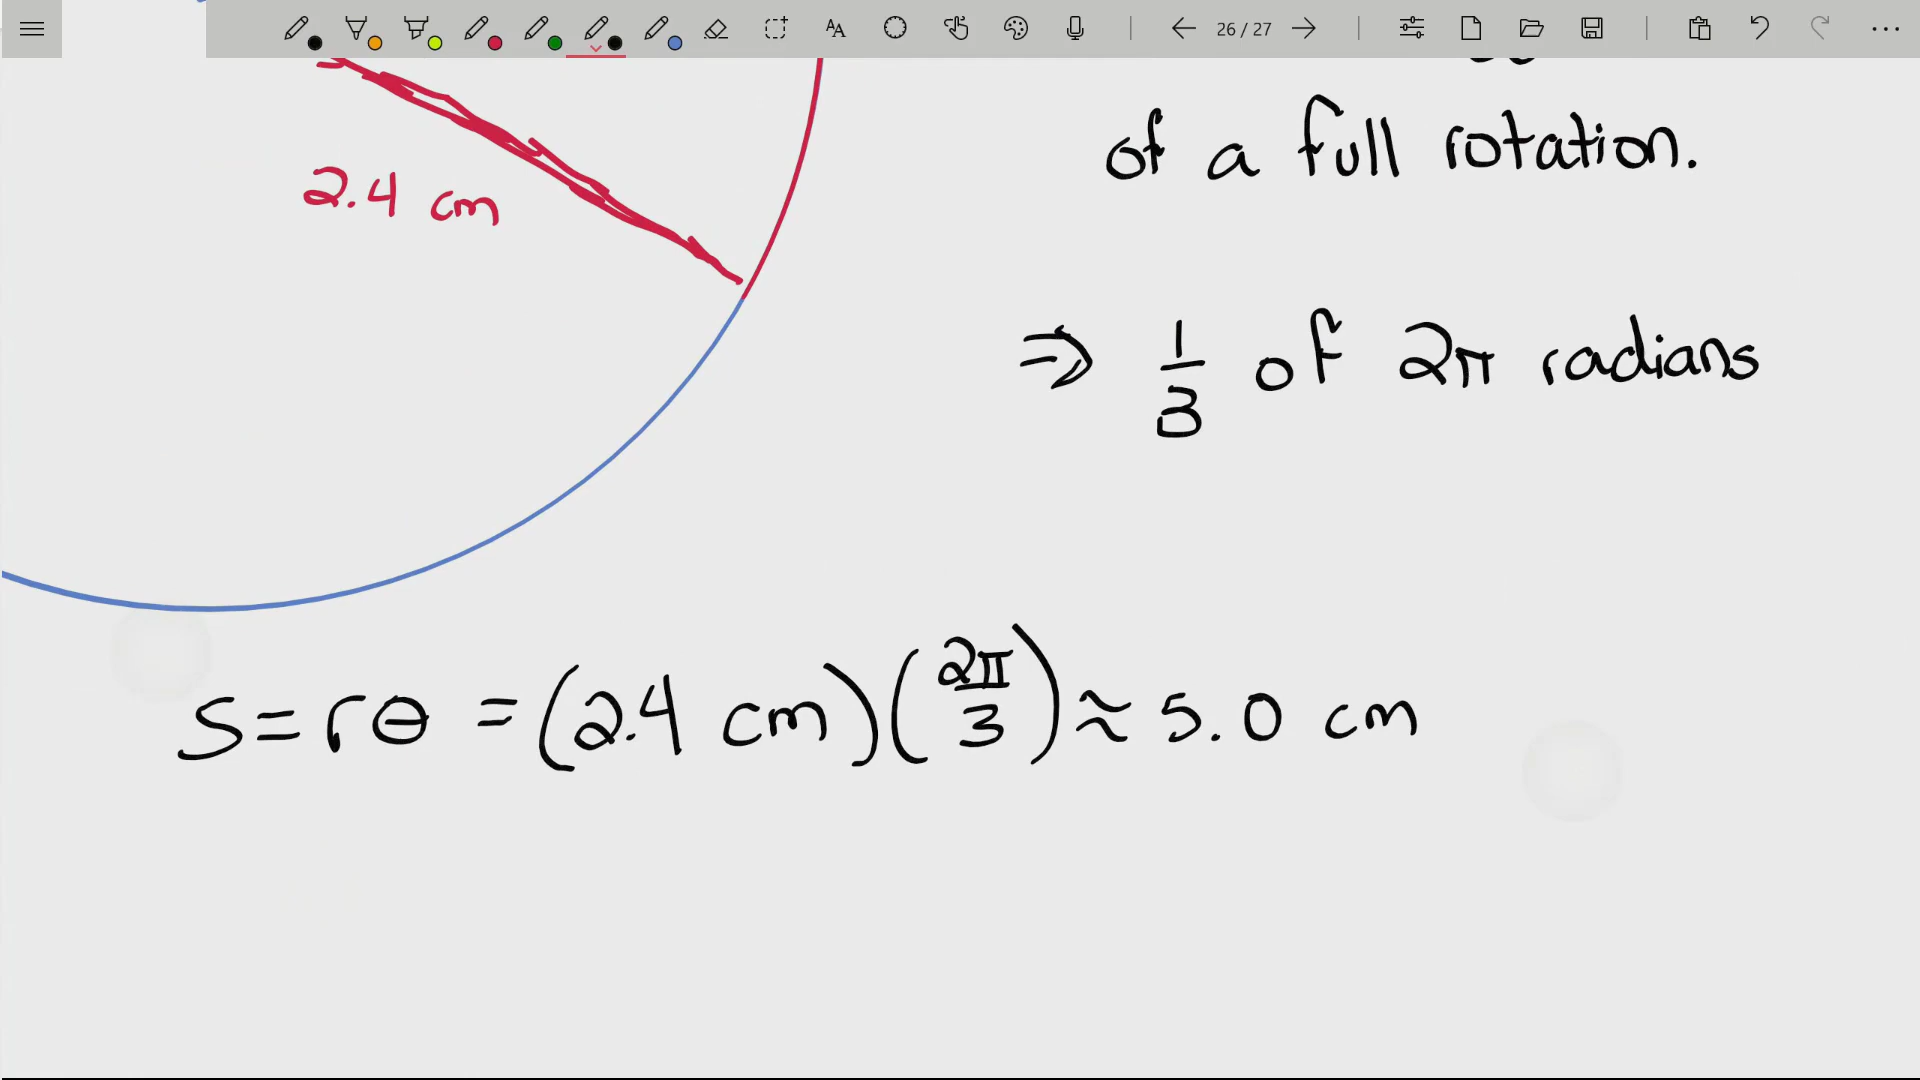 26 / 27
of a full rotation.
2.4 cm
⇒ 1/3 of 2π radians
S = rθ = (2.4 cm)(2π/3) ≈ 5.0 cm